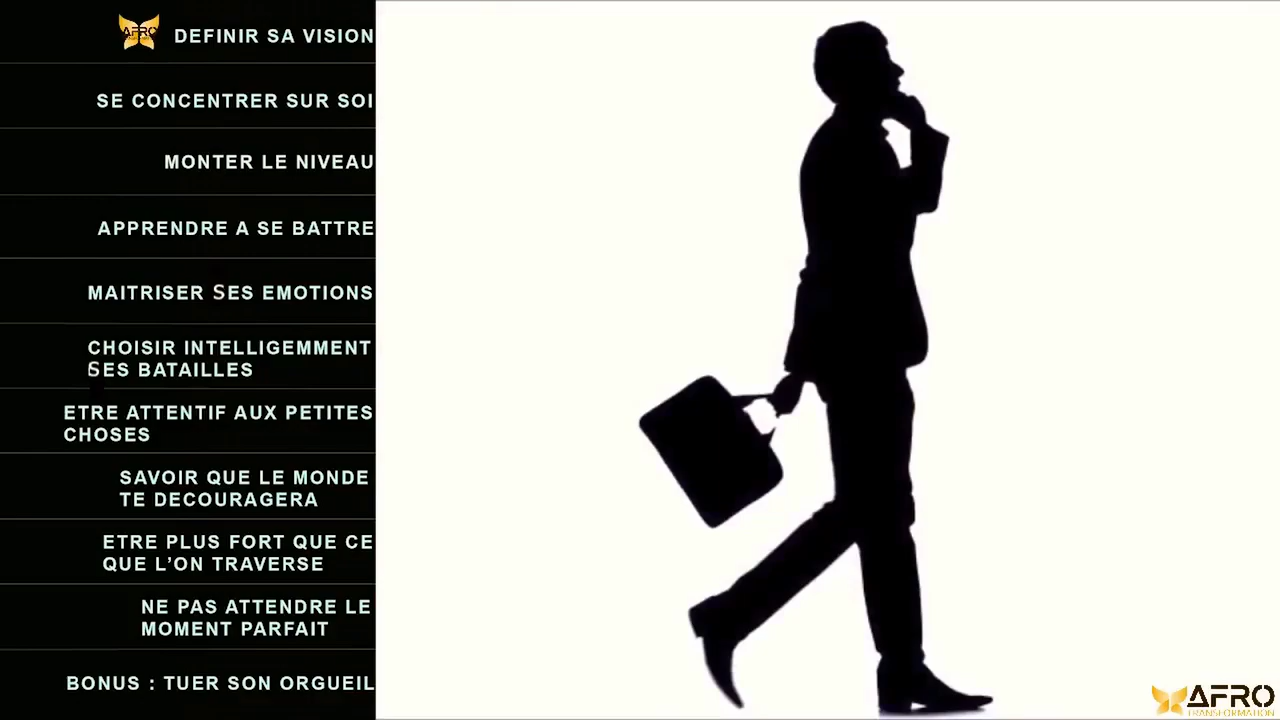 AFRO
DEFINIR SA VISION
SE CONCENTRER SUR SOI
MONTER LE NIVEAU
APPRENDRE A SE BATTRE
MAITRISER SES EMOTIONS
CHOISIR INTELLIGEMMENT
SES BATAILLES
ETRE ATTENTIF AUX PETITES
CHOSES
SAVOIR QUE LE MONDE
TE DECOURAGERA
ETRE PLUS FORT QUE CE
QUE L’ON TRAVERSE
NE PAS ATTENDRE LE
MOMENT PARFAIT
BONUS : TUER SON ORGUEIL
AFRO
TRANSFORMATION